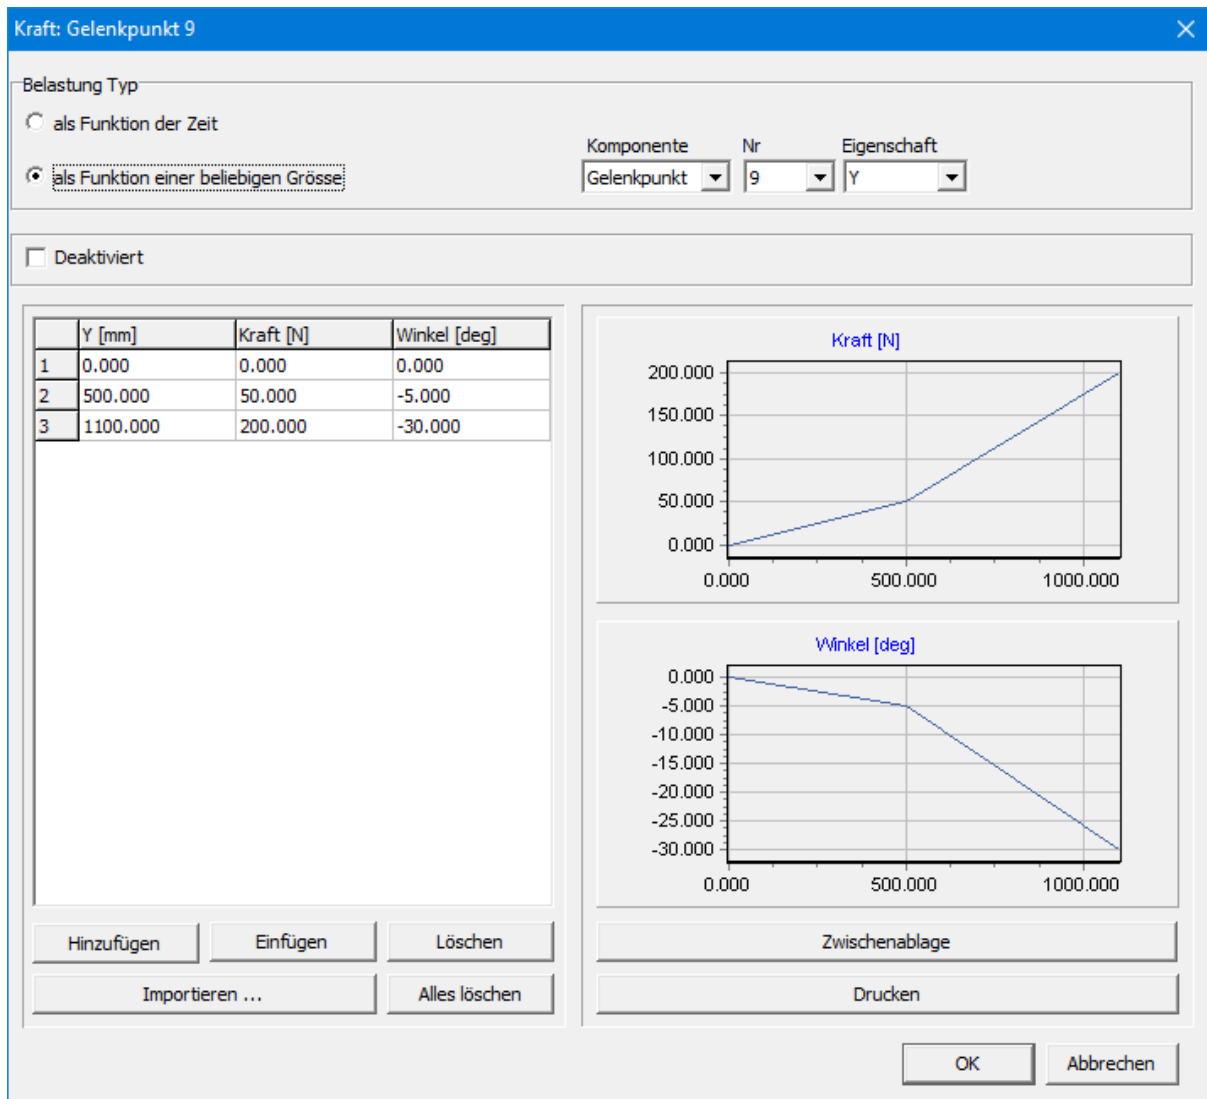 Kraft: Gelenkpunkt 9
Belastung Typ
als Funktion der Zeit
Komponente Nr Eigenschaft
als Funktion einer beliebigen Grösse Gelenkpunkt 9 Y
Deaktiviert
Y [mm] Kraft [N] Winkel [deg]
1 0.000 0.000 0.000
2 500.000 50.000 -5.000
3 1100.000 200.000 -30.000
Kraft [N]
200.000
150.000
100.000
50.000
0.000
0.000 500.000 1000.000
Winkel [deg]
0.000
-5.000
-10.000
-15.000
-20.000
-25.000
-30.000
0.000 500.000 1000.000
Hinzufügen Einfügen Löschen
Importieren ... Alles löschen
Zwischenablage
Drucken
OK Abbrechen